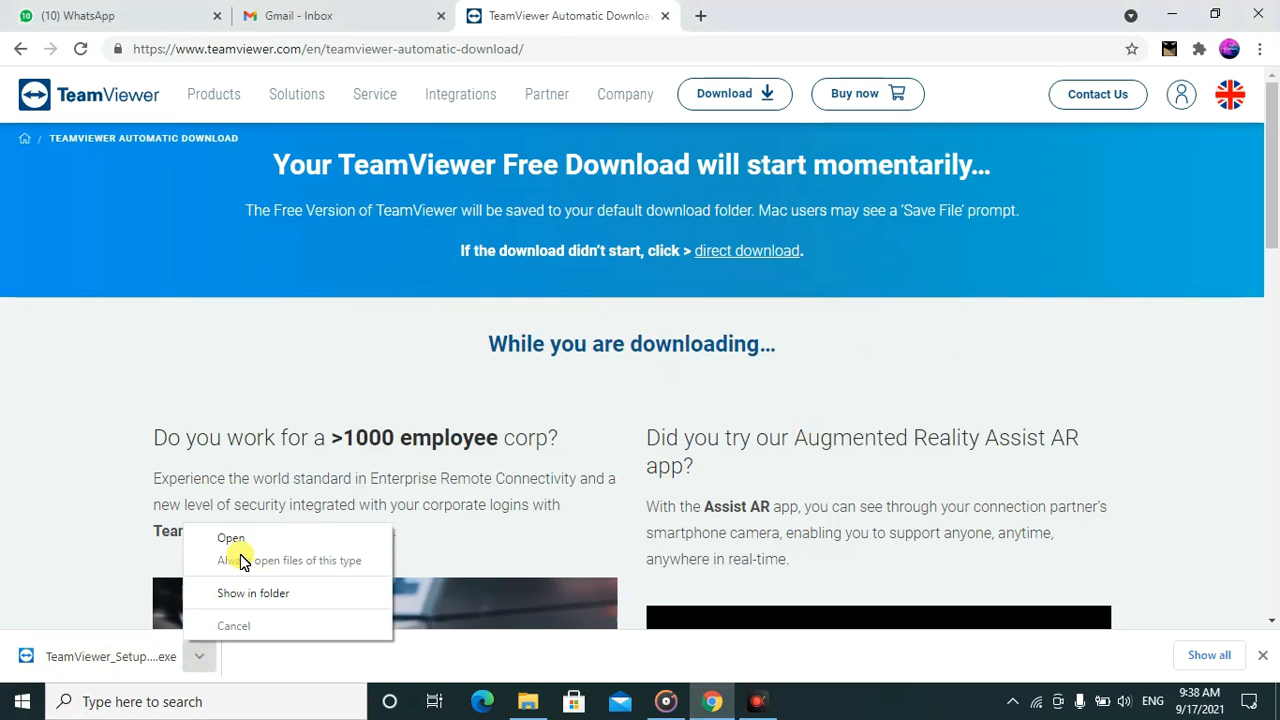 (10) WhatsApp
Gmail - Inbox
TeamViewer Automatic Downloa
https://www.teamviewer.com/en/teamviewer-automatic-download/
TeamViewer
Products
Solutions
Service
Integrations
Partner
Company
Download
Buy now
Contact Us
/ TEAMVIEWER AUTOMATIC DOWNLOAD
Your TeamViewer Free Download will start momentarily...
The Free Version of TeamViewer will be saved to your default download folder. Mac users may see a 'Save File' prompt.
If the download didn't start, click > direct download.
While you are downloading...
Do you work for a >1000 employee corp?
Experience the world standard in Enterprise Remote Connectivity and a
new level of security integrated with your corporate logins with
Tea
Did you try our Augmented Reality Assist AR
app?
With the Assist AR app, you can see through your connection partner's
smartphone camera, enabling you to support anyone, anytime,
anywhere in real-time.
Open
Always open files of this type
Show in folder
Cancel
TeamViewer_Setup....exe
Show all
Type here to search
ENG
9:38 AM
9/17/2021